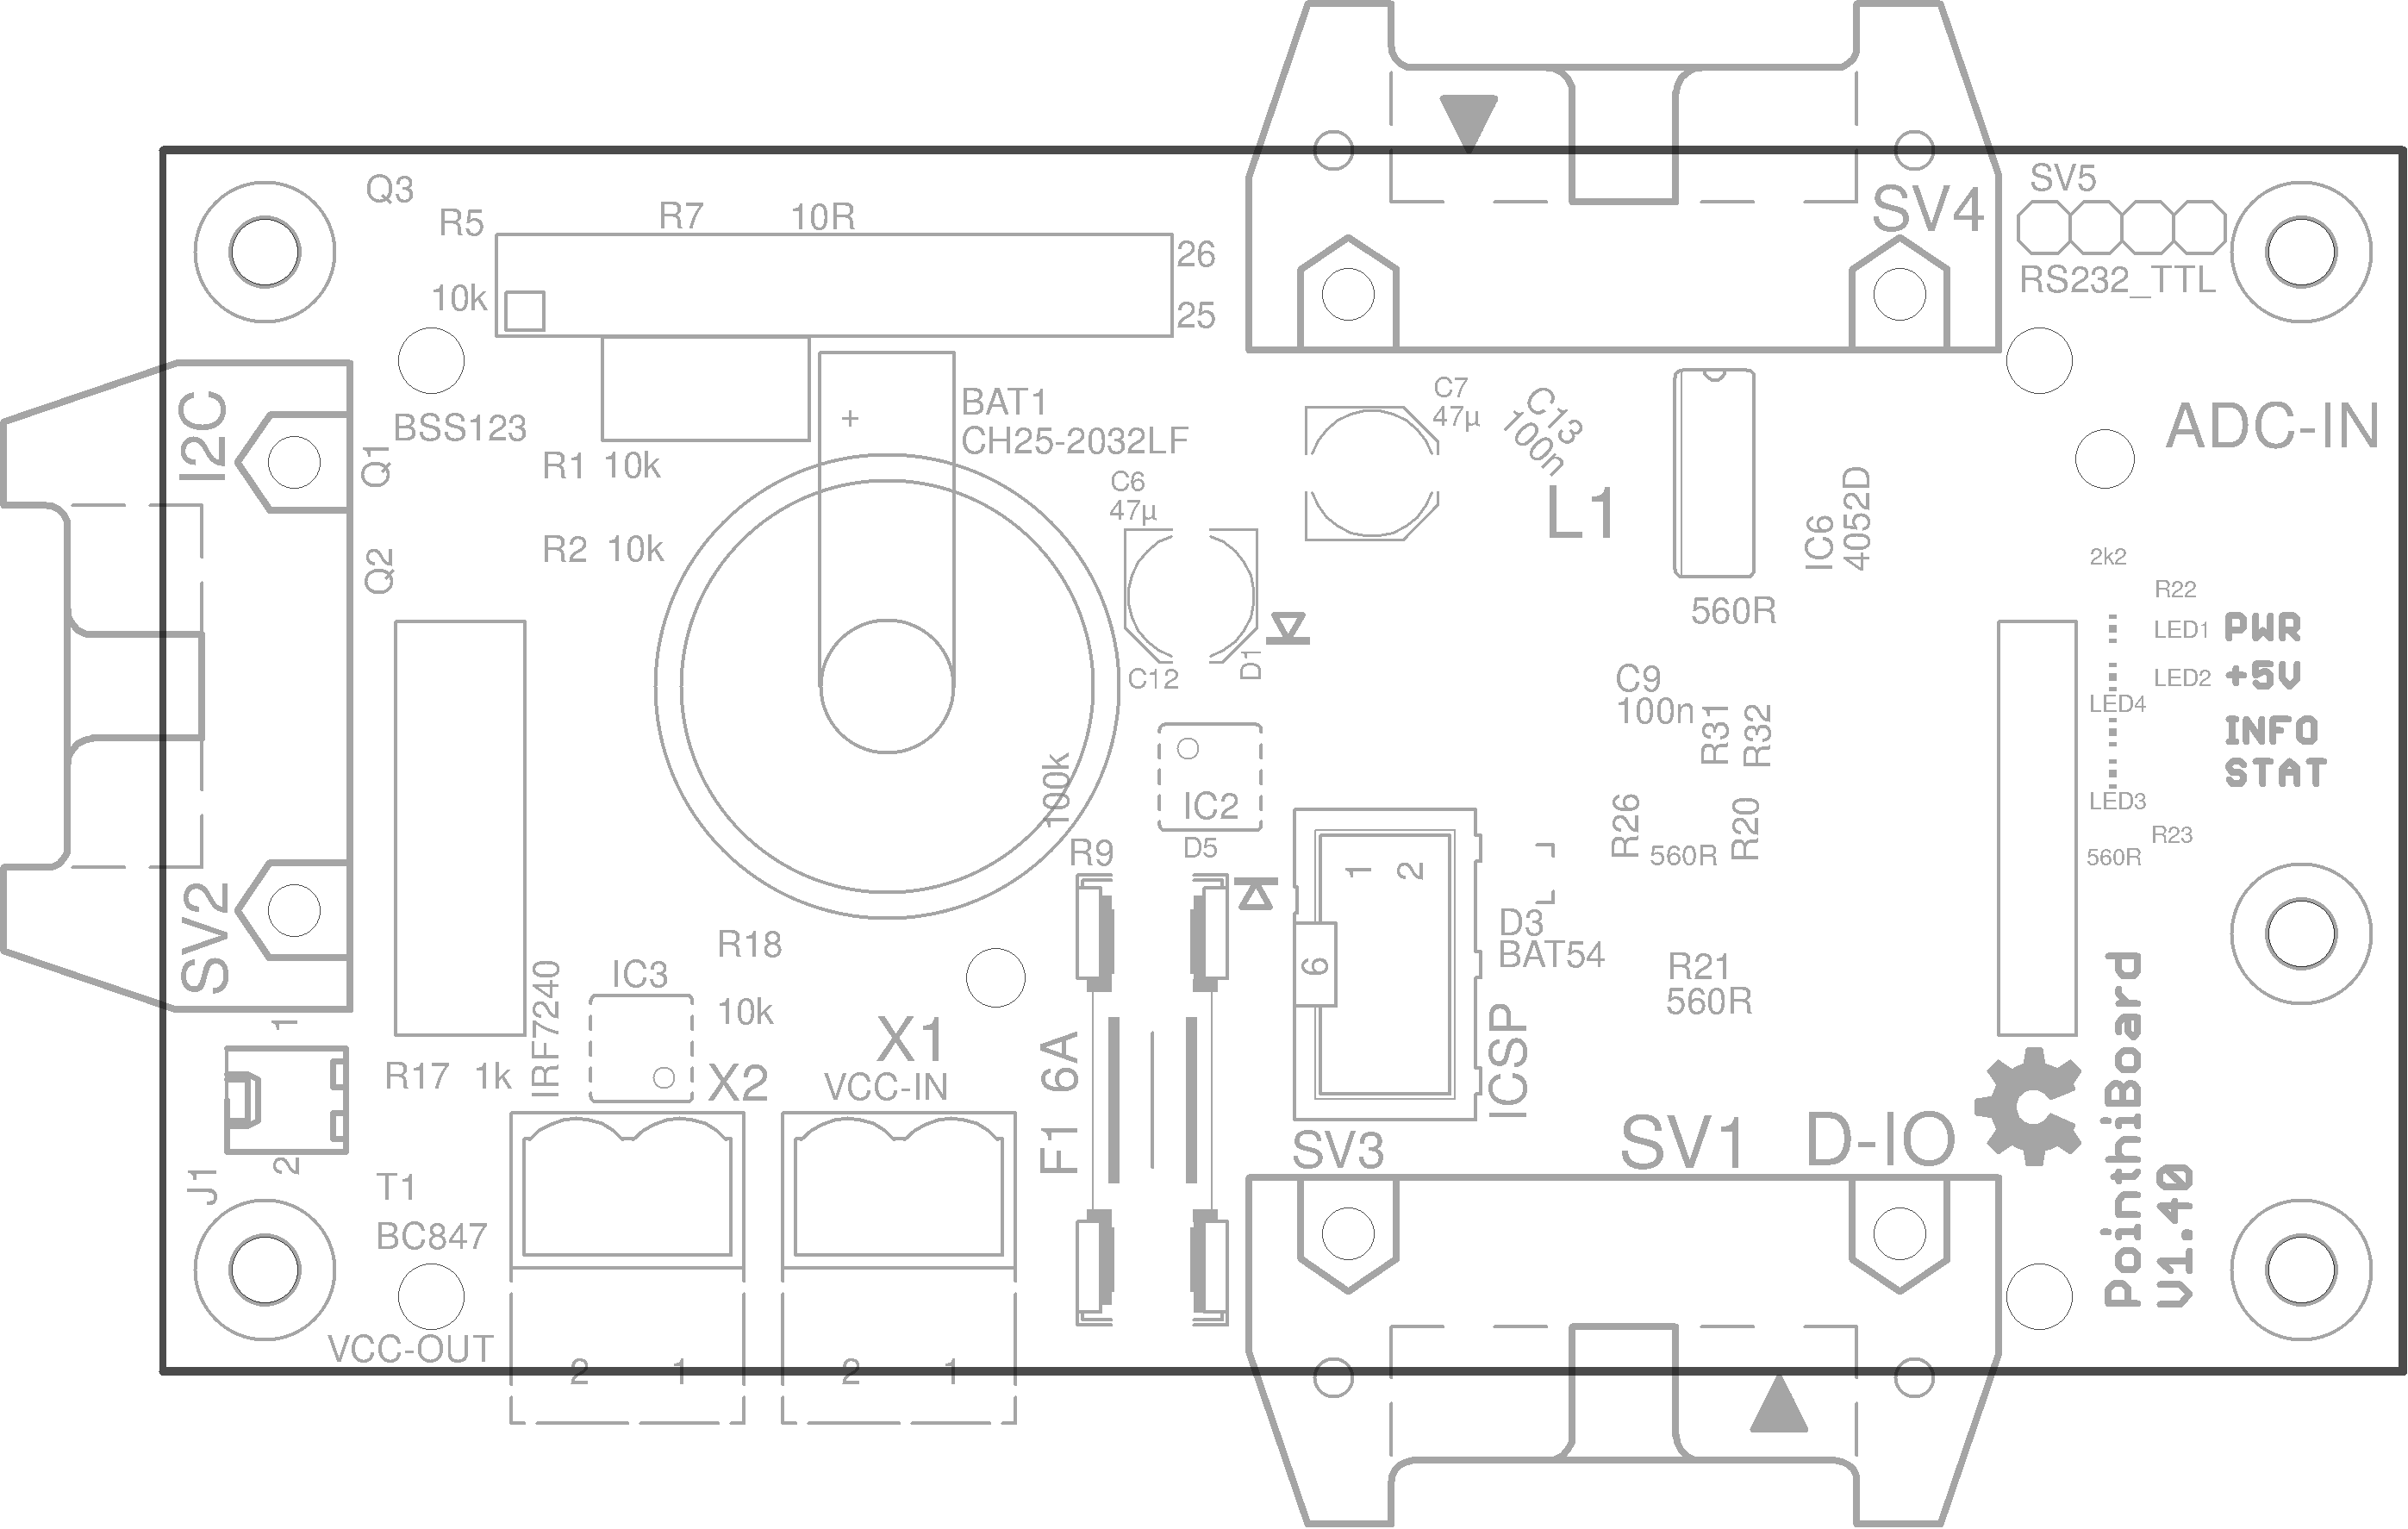 Q3
R5
R7 10R
26
25
10k
SV4
SV5
RS232_TTL
I2C
BSS123
Q1
Q2
R1 10k
R2 10k
+
BAT1
CH25-2032LF
C6
47µ
C7
47µ
C13
100n
L1
IC6
4052D
560R
ADC-IN
2k2
R22
LED1 PWR
LED2 +5V
LED4
INFO
STAT
LED3
R23
560R
C12
D1
C9
100n
R31
R32
R26
560R
R20
100k
IC2
R9
D5
1 2
6
D3
BAT54
R21
560R
ICSP
SV3
SV2
R18
10k
IC3
IRF7240
X1
VCC-IN
X2
F1 6A
1
2
R17 1k
J1
T1
BC847
VCC-OUT
2 1
2 1
SV1 D-IO
PointhiBoard
V1.40